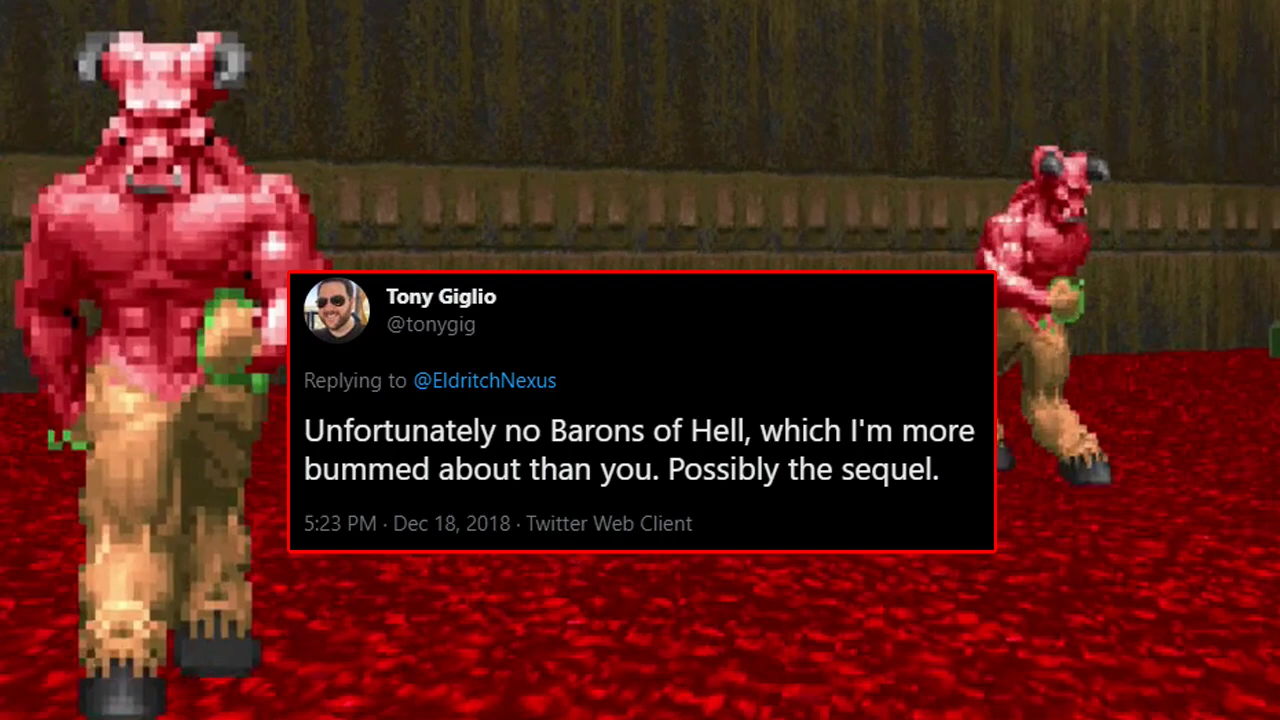 Tony Giglio
@tonygig
Replying to @EldritchNexus
Unfortunately no Barons of Hell, which I'm more
bummed about than you. Possibly the sequel.
5:23 PM · Dec 18, 2018 · Twitter Web Client